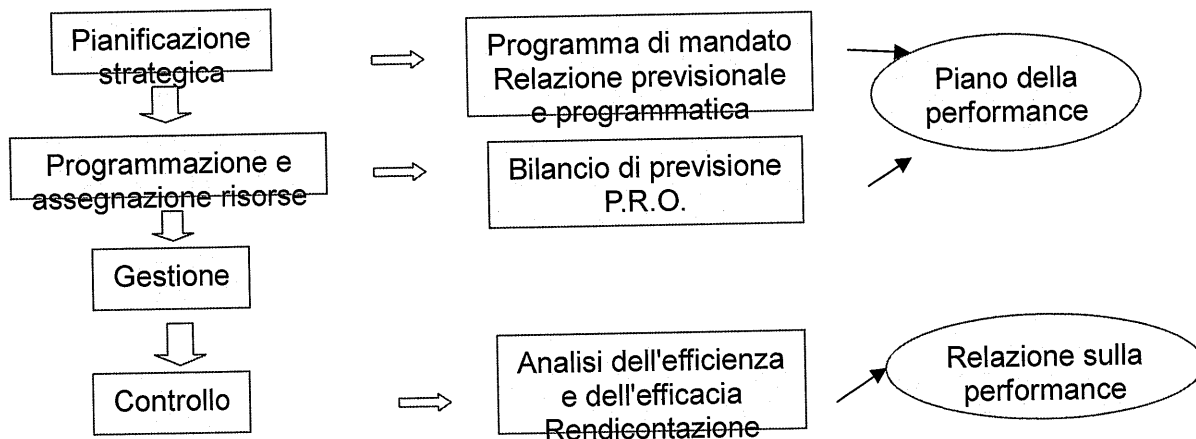 Pianificazione
strategica
Programma di mandato
Relazione previsionale
e programmatica
Piano della
performance
Programmazione e
assegnazione risorse
Bilancio di previsione
P.R.O.
Gestione
Controllo
Analisi dell'efficienza
e dell'efficacia
Rendicontazione
Relazione sulla
performance